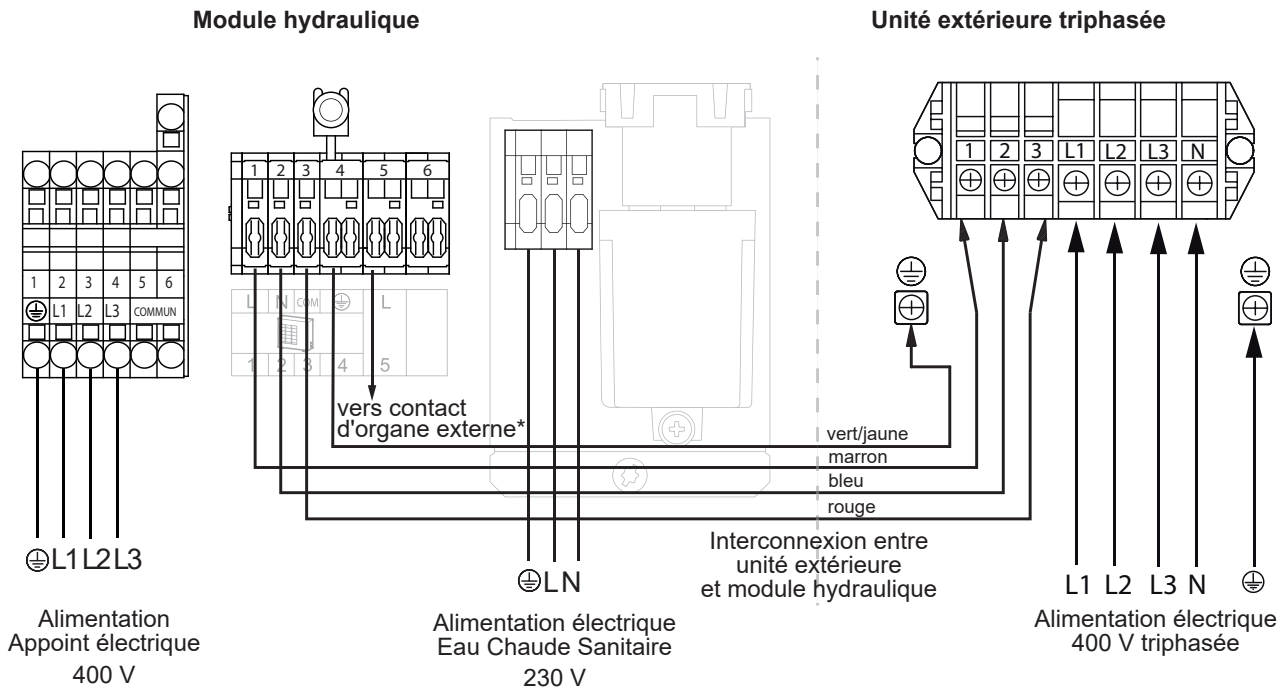 Module hydraulique
Unité extérieure triphasée
1 2 3 4 5 6
1 2 3 L1 L2 L3 N
1 2 3 4 5 6
L1 L2 L3 COMMUN
L N COM L
1 2 3 4 5
vers contact
d'organe externe*
vert/jaune
marron
bleu
rouge
Interconnexion entre
unité extérieure
et module hydraulique
L1 L2 L3
Alimentation
Appoint électrique
400 V
L N
Alimentation électrique
Eau Chaude Sanitaire
230 V
L1 L2 L3 N
Alimentation électrique
400 V triphasée